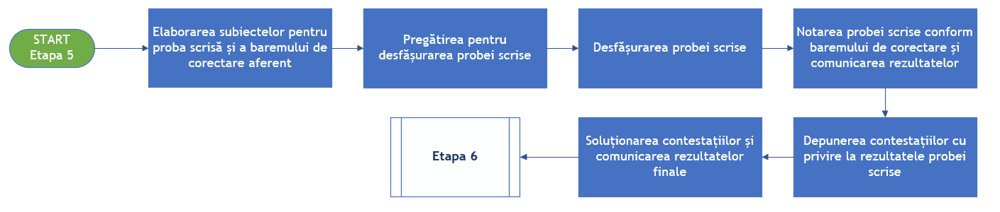 START
Etapa 5
Elaborarea subiectelor pentru
proba scrisă și a baremului de
corectare aferent
Pregătirea pentru
desfășurarea probei scrise
Desfășurarea probei scrise
Notarea probei scrise conform
baremului de corectare și
comunicarea rezultatelor
Depunerea contestațiilor cu
privire la rezultatele probei
scrise
Soluționarea contestațiilor și
comunicarea rezultatelor
finale
Etapa 6